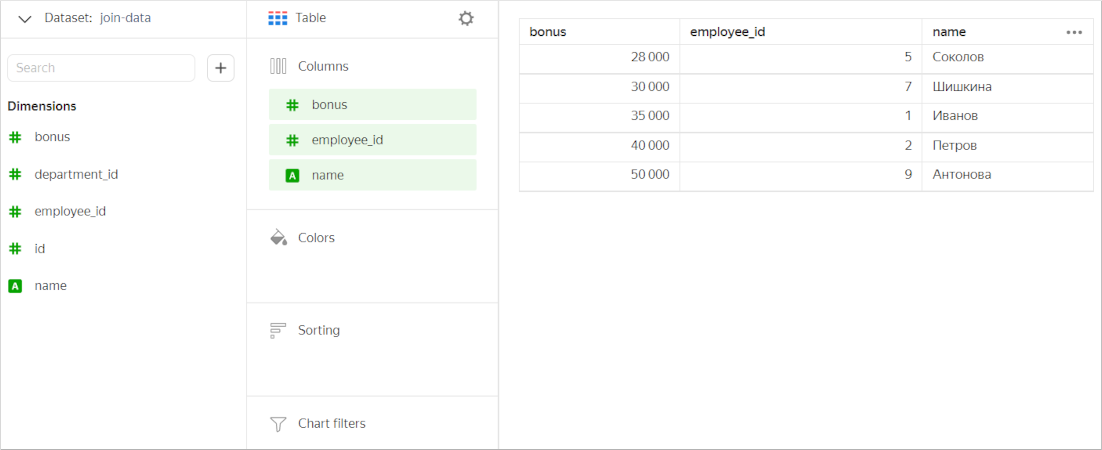 Dataset: join-data
Search
+
Dimensions
# bonus
# department_id
# employee_id
# id
A name
Table
Columns
# bonus
# employee_id
A name
Colors
Sorting
Chart filters
bonus employee_id name
28 000 5 Соколов
30 000 7 Шишкина
35 000 1 Иванов
40 000 2 Петров
50 000 9 Антонова